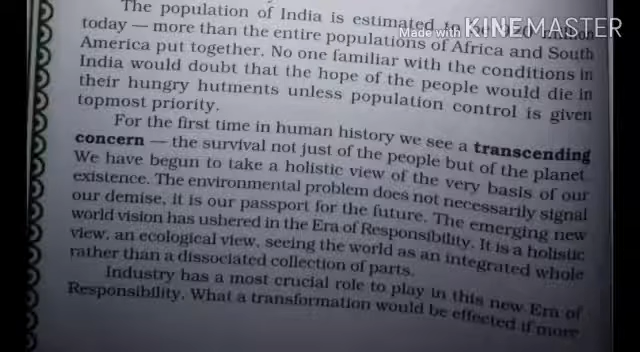 The population of India is estimated to be 920 million
today — more than the entire populations of Africa and South
America put together. No one familiar with the conditions in
India would doubt that the hope of the people would die in
their hungry hutments unless population control is given
topmost priority.
For the first time in human history we see a transcending
concern — the survival not just of the people but of the planet
We have begun to take a holistic view of the very basis of our
existence. The environmental problem does not necessarily signal
our demise, it is our passport for the future. The emerging new
world vision has ushered in the Era of Responsibility. It is a holistic
view, an ecological view, seeing the world as an integrated whole
rather than a dissociated collection of parts.
Industry has a most crucial role to play in this new Era of
Responsibility. What a transformation would be effected if more
Made with KINEMASTER